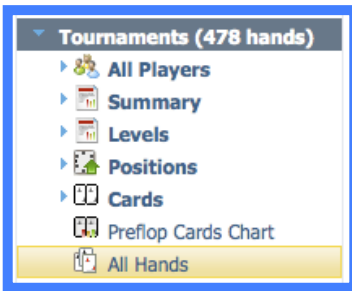 Tournaments (478 hands)
All Players
Summary
Levels
Positions
Cards
Preflop Cards Chart
All Hands